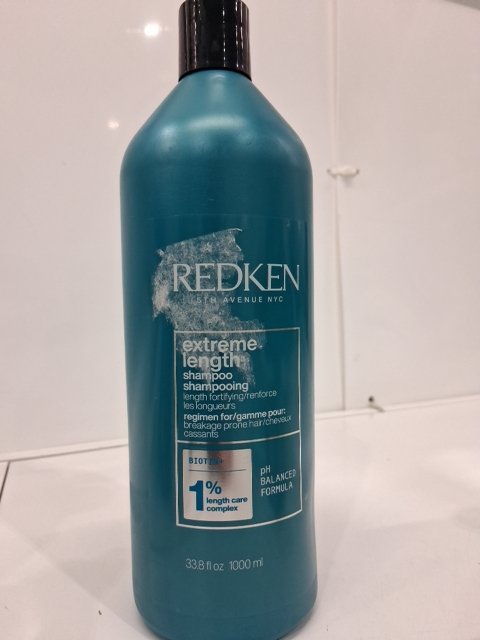 REDKEN
5TH AVENUE NYC
extreme
length
shampoo
shampooing
length fortifying/renforce
les longueurs
regimen for/gamme pour:
breakage prone hair/cheveux
cassants
BIOTIN+
1%
length care
complex
pH
BALANCED
FORMULA
33.8 fl oz 1000 ml